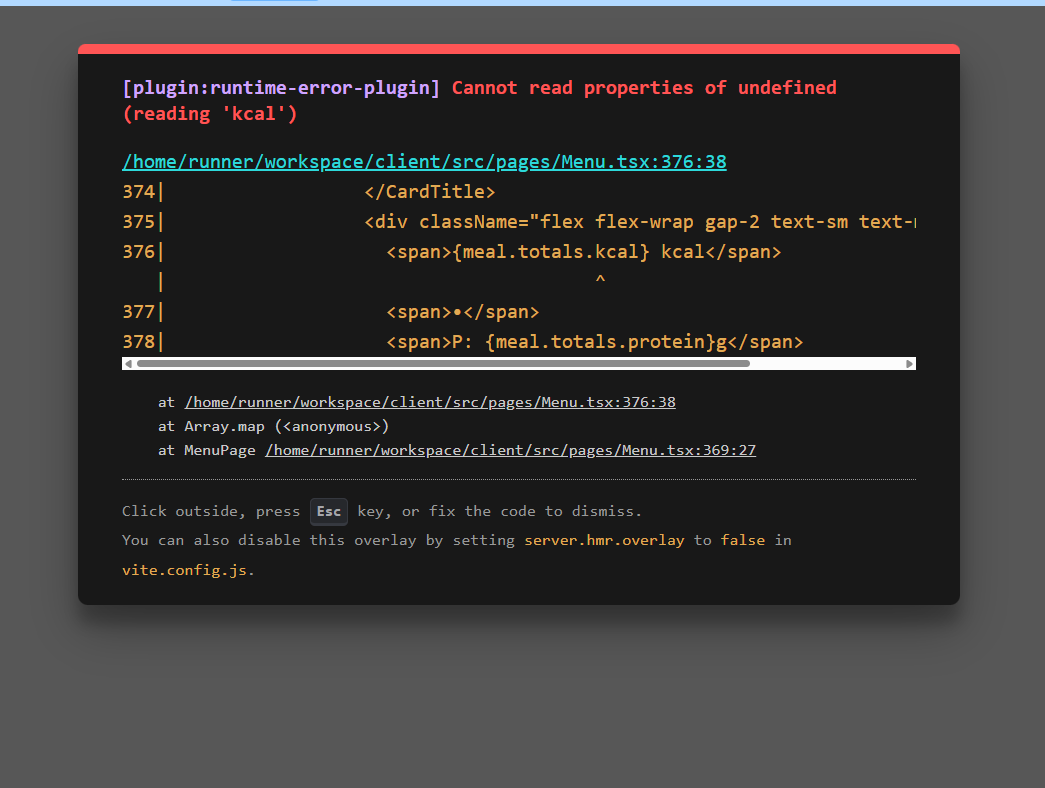 [plugin:runtime-error-plugin] Cannot read properties of undefined
(reading 'kcal')
/home/runner/workspace/client/src/pages/Menu.tsx:376:38
374|                  </CardTitle>
375|                  <div className="flex flex-wrap gap-2 text-sm text-
376|                    <span>{meal.totals.kcal} kcal</span>
   |                                       ^
377|                    <span>•</span>
378|                    <span>P: {meal.totals.protein}g</span>
at /home/runner/workspace/client/src/pages/Menu.tsx:376:38
at Array.map (<anonymous>)
at MenuPage /home/runner/workspace/client/src/pages/Menu.tsx:369:27
Click outside, press Esc key, or fix the code to dismiss.
You can also disable this overlay by setting server.hmr.overlay to false in
vite.config.js.